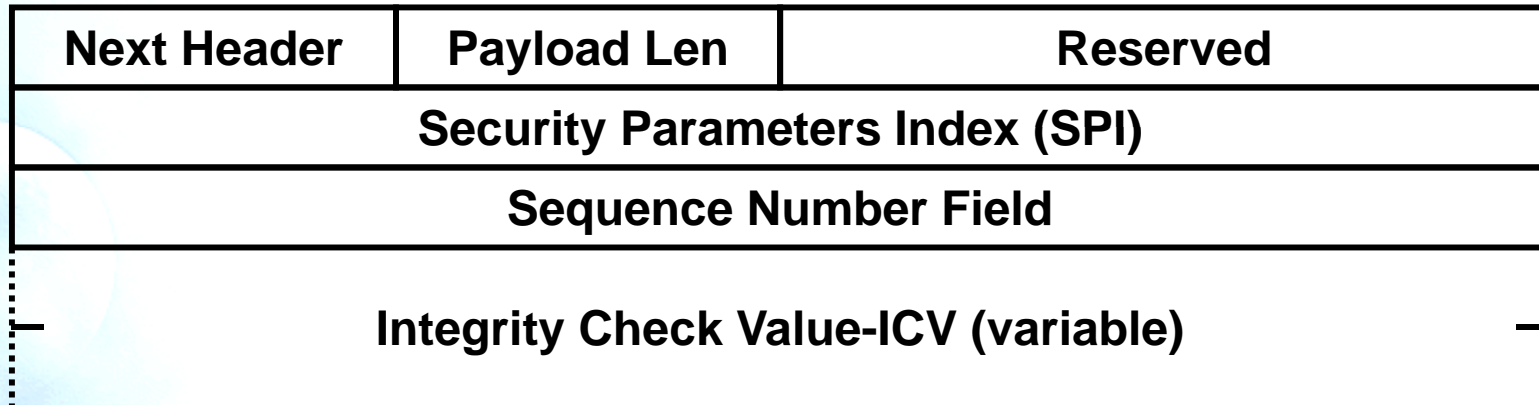 Next Header Payload Len Reserved
Security Parameters Index (SPI)
Sequence Number Field
Integrity Check Value-ICV (variable)